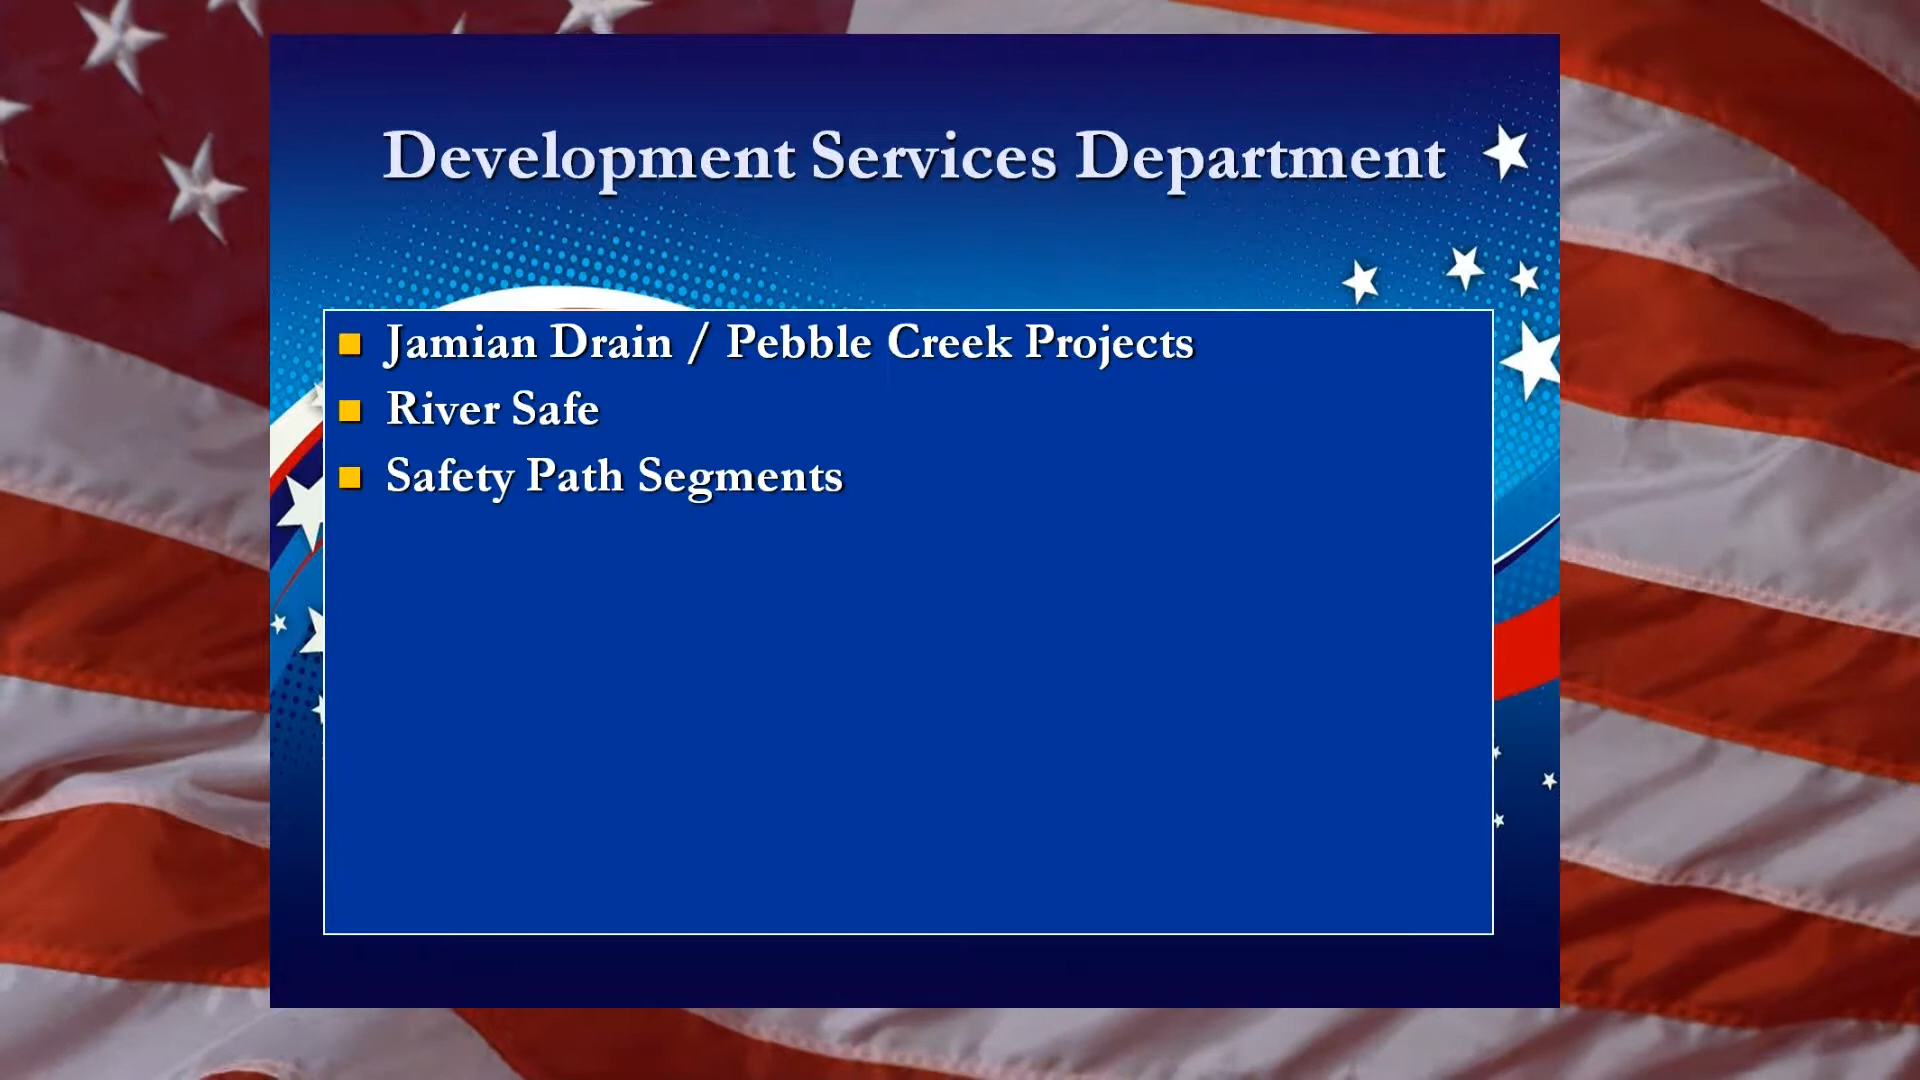 Development Services Department
Jamian Drain / Pebble Creek Projects
River Safe
Safety Path Segments